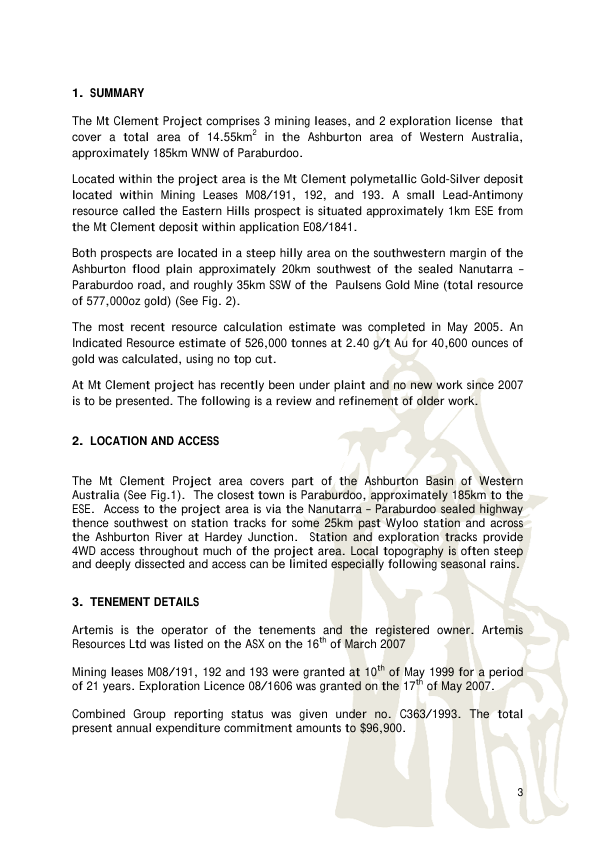 1. SUMMARY
The Mt Clement Project comprises 3 mining leases, and 2 exploration license that
cover a total area of 14.55km2 in the Ashburton area of Western Australia,
approximately 185km WNW of Paraburdoo.
Located within the project area is the Mt Clement polymetallic Gold-Silver deposit
located within Mining Leases M08/191, 192, and 193. A small Lead-Antimony
resource called the Eastern Hills prospect is situated approximately 1km ESE from
the Mt Clement deposit within application E08/1841.
Both prospects are located in a steep hilly area on the southwestern margin of the
Ashburton flood plain approximately 20km southwest of the sealed Nanutarra –
Paraburdoo road, and roughly 35km SSW of the Paulsens Gold Mine (total resource
of 577,000oz gold) (See Fig. 2).
The most recent resource calculation estimate was completed in May 2005. An
Indicated Resource estimate of 526,000 tonnes at 2.40 g/t Au for 40,600 ounces of
gold was calculated, using no top cut.
At Mt Clement project has recently been under plaint and no new work since 2007
is to be presented. The following is a review and refinement of older work.
2. LOCATION AND ACCESS
The Mt Clement Project area covers part of the Ashburton Basin of Western
Australia (See Fig.1). The closest town is Paraburdoo, approximately 185km to the
ESE. Access to the project area is via the Nanutarra – Paraburdoo sealed highway
thence southwest on station tracks for some 25km past Wyloo station and across
the Ashburton River at Hardey Junction. Station and exploration tracks provide
4WD access throughout much of the project area. Local topography is often steep
and deeply dissected and access can be limited especially following seasonal rains.
3. TENEMENT DETAILS
Artemis is the operator of the tenements and the registered owner. Artemis
Resources Ltd was listed on the ASX on the 16th of March 2007
Mining leases M08/191, 192 and 193 were granted at 10th of May 1999 for a period
of 21 years. Exploration Licence 08/1606 was granted on the 17th of May 2007.
Combined Group reporting status was given under no. C363/1993. The total
present annual expenditure commitment amounts to $96,900.
3